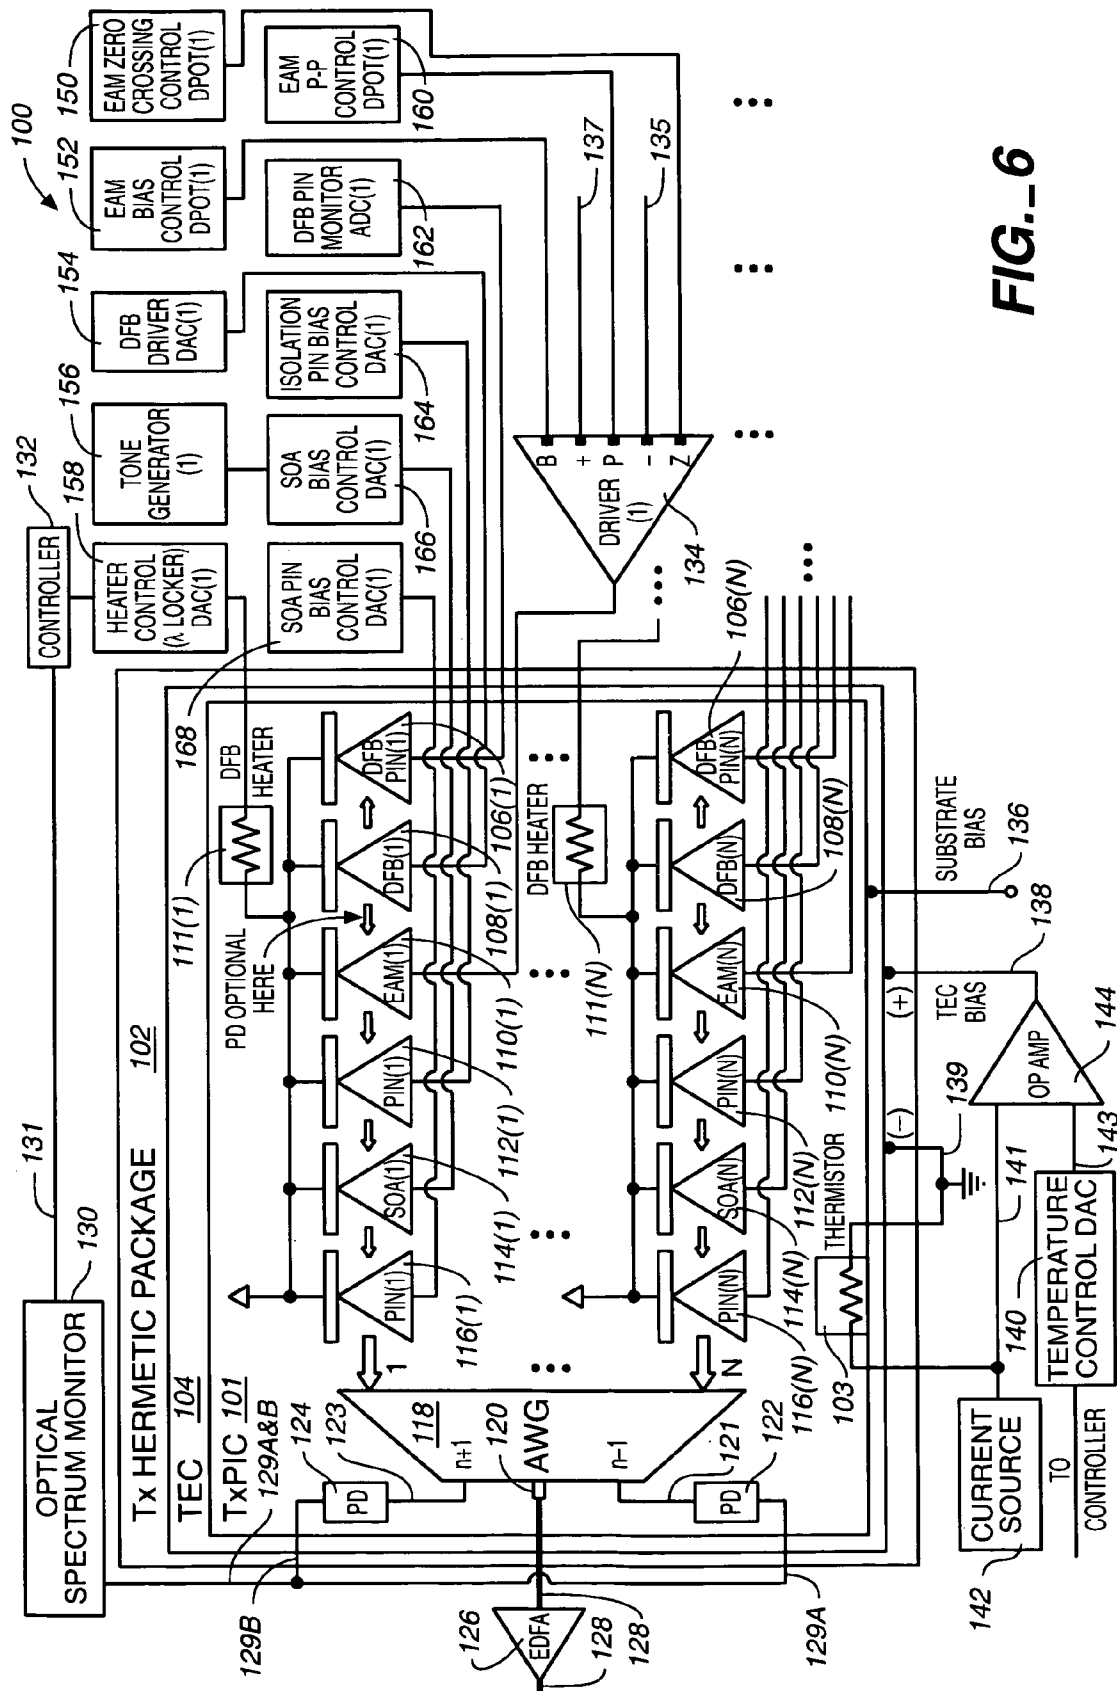 100
150
EAM ZERO
CROSSING
CONTROL
DPOT(1)
152
EAM
BIAS
CONTROL
DPOT(1)
154
DFB
DRIVER
DAC(1)
156
TONE
GENERATOR
(1)
158
HEATER
CONTROL
(λ LOCKER)
DAC(1)
132
CONTROLLER
131
130
OPTICAL
SPECTRUM MONITOR
EAM
P-P
CONTROL
DPOT(1)
160
DFB PIN
MONITOR
ADC(1)
162
ISOLATION
PIN BIAS
CONTROL
DAC(1)
164
SOA
BIAS
CONTROL
DAC(1)
166
SOA PIN
BIAS
CONTROL
DAC(1)
168
Tx HERMETIC PACKAGE 102
TEC 104
TxPIC 101
129A&B
129B
124
PD
123
118
n+1
120
AWG
n-1
121
122
PD
129A
126
EDFA
128
128
111(1)
DFB
HEATER
PD OPTIONAL
HERE
PIN(1)
SOA(1)
PIN(1)
EAM(1)
DFB(1)
DFB
PIN(1)
116(1)
114(1)
112(1)
110(1)
108(1)
106(1)
1
N
DFB HEATER
111(N)
PIN(N)
SOA(N)
PIN(N)
EAM(N)
DFB(N)
DFB
PIN(N)
116(N)
114(N)
112(N)
110(N)
108(N)
106(N)
B
+
P
-
Z
DRIVER
(1)
134
137
135
THERMISTOR
103
SUBSTRATE
BIAS
136
138
TEC
BIAS
(+)
(-)
139
OP AMP
144
141
143
140
TEMPERATURE
CONTROL DAC
CURRENT
SOURCE
142
TO
CONTROLLER
FIG._6